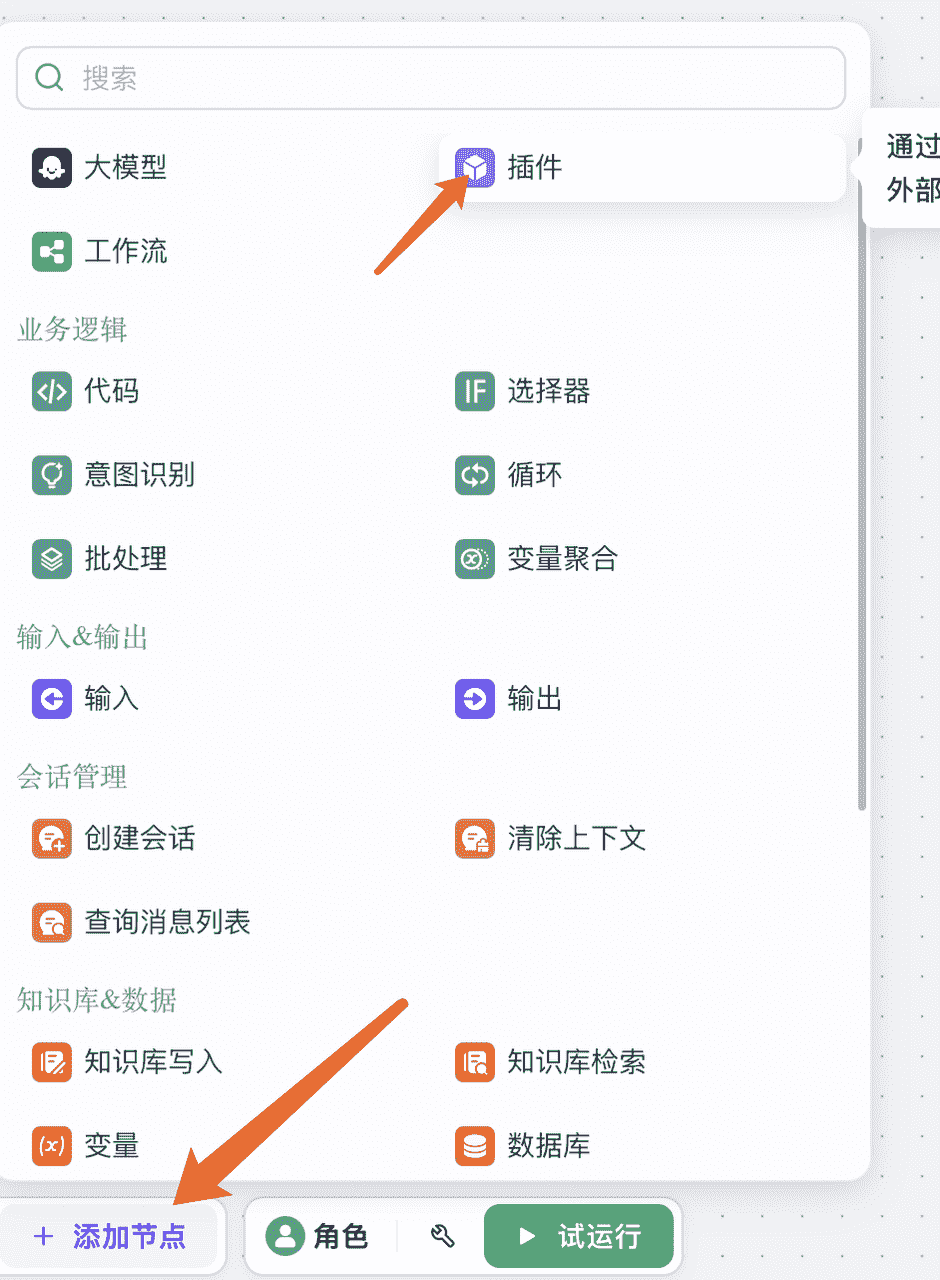 搜索
大模型
插件
通过
外部
工作流
业务逻辑
代码
IF 选择器
意图识别
循环
批处理
(x) 变量聚合
输入&输出
输入
输出
会话管理
创建会话
清除上下文
查询消息列表
知识库&数据
知识库写入
知识库检索
(x) 变量
数据库
+ 添加节点
角色
试运行